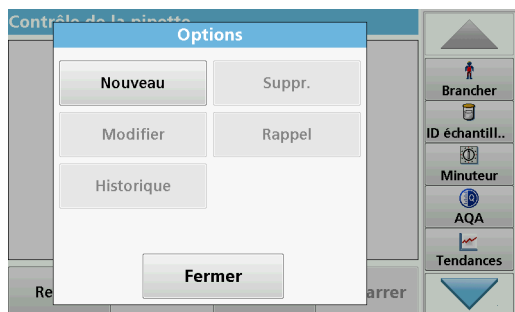 Contrôle de la pipette
Options
Nouveau
Suppr.
Modifier
Rappel
Historique
Fermer
Re
arrer
Brancher
ID échantill..
Minuteur
AQA
Tendances